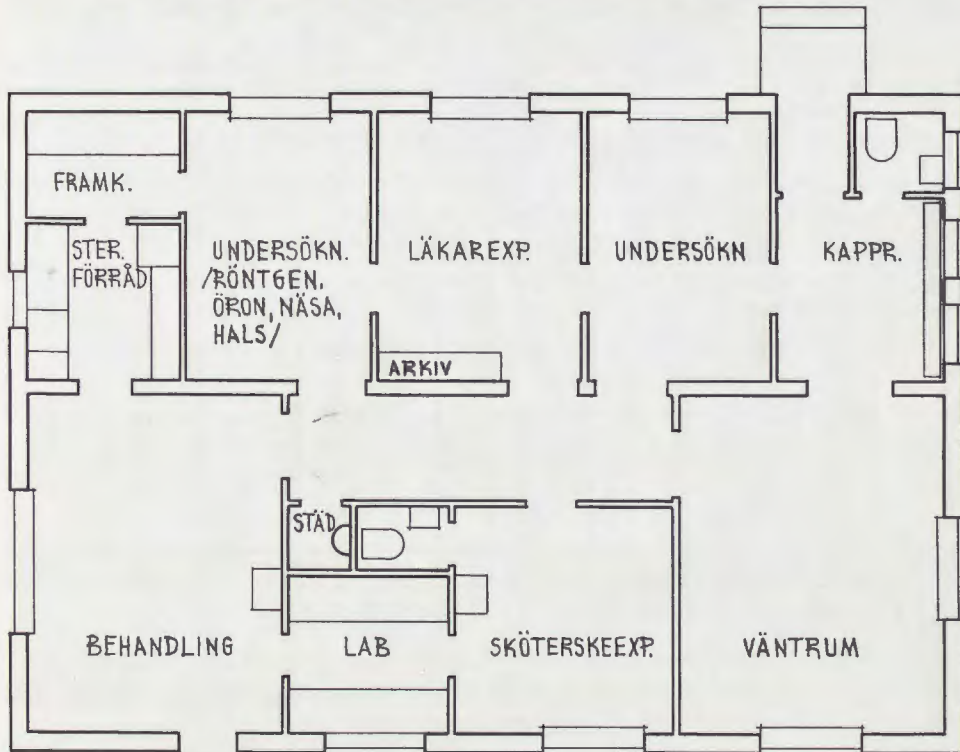 FRAMK.
STER.
FÖRRÅD
UNDERSÖKN.
/RÖNTGEN,
ÖRON, NÄSA,
HALS/
LÄKAREXP.
ARKIV
UNDERSÖKN
KAPPR.
STÄD
BEHANDLING
LAB
SKÖTERSKEEXP.
VÄNTRUM